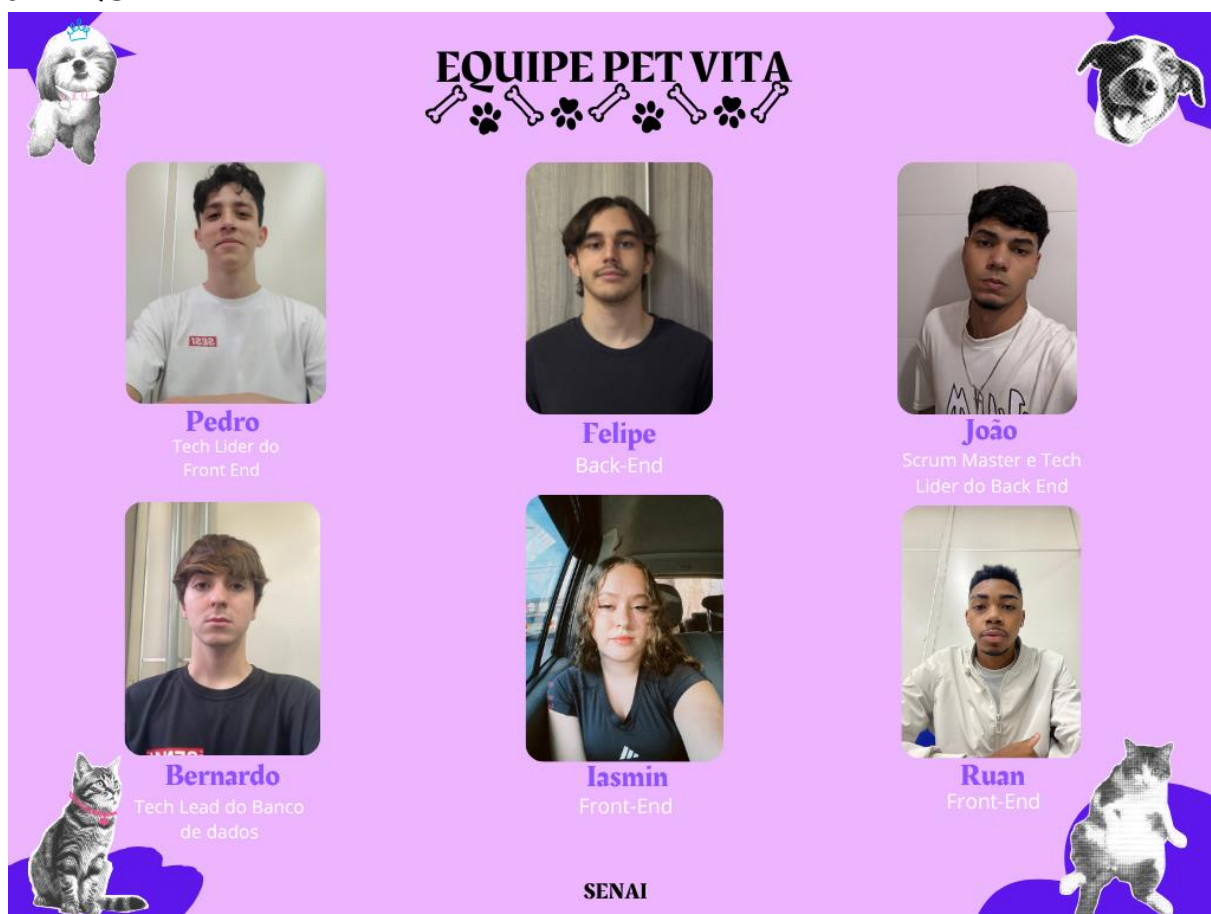 EQUIPE PET VITA
SESI
Pedro
Tech Lider do
Front End
Felipe
Back-End
João
Scrum Master e Tech
Lider do Back End
Bernardo
Tech Lead do Banco
de dados
Iasmin
Front-End
Ruan
Front-End
SENAI